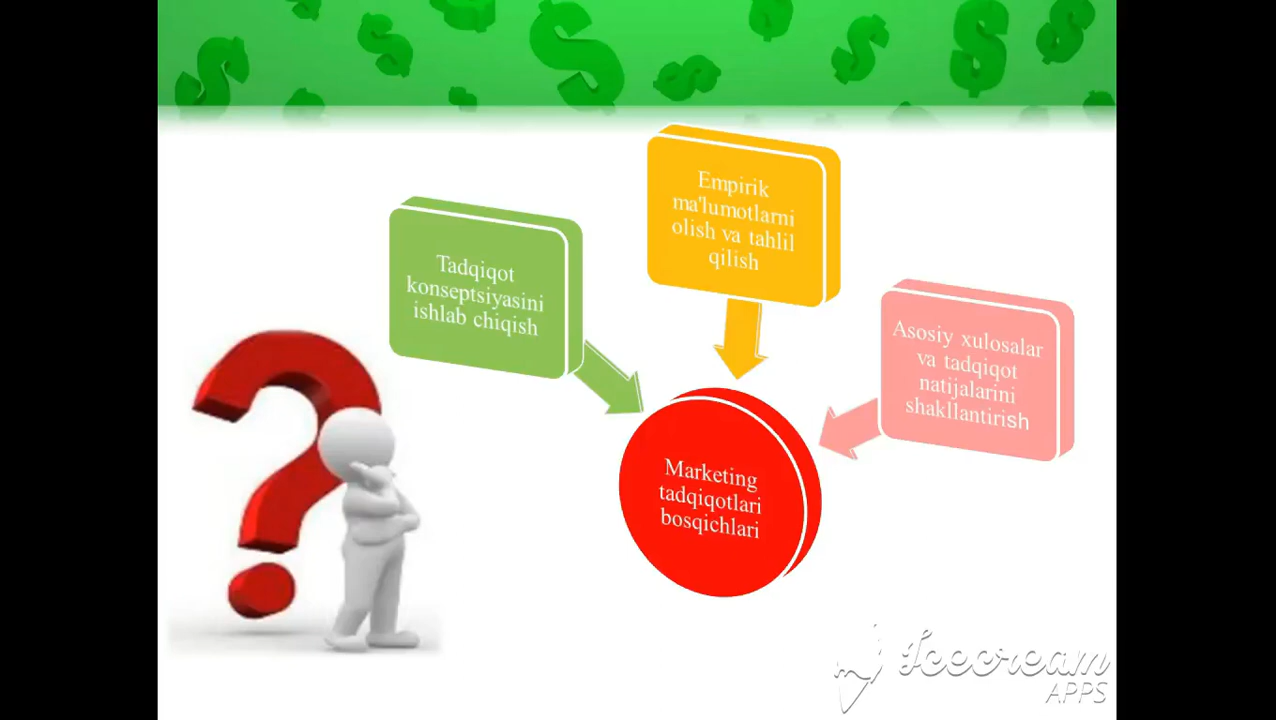 Empirik
ma'lumotlarni
olish va tahlil
qilish
Tadqiqot
konseptsiyasini
ishlab chiqish
Asosiy xulosalar
va tadqiqot
natijalarini
shakllantirish
Marketing
tadqiqotlari
bosqichlari
Icecream
APPS